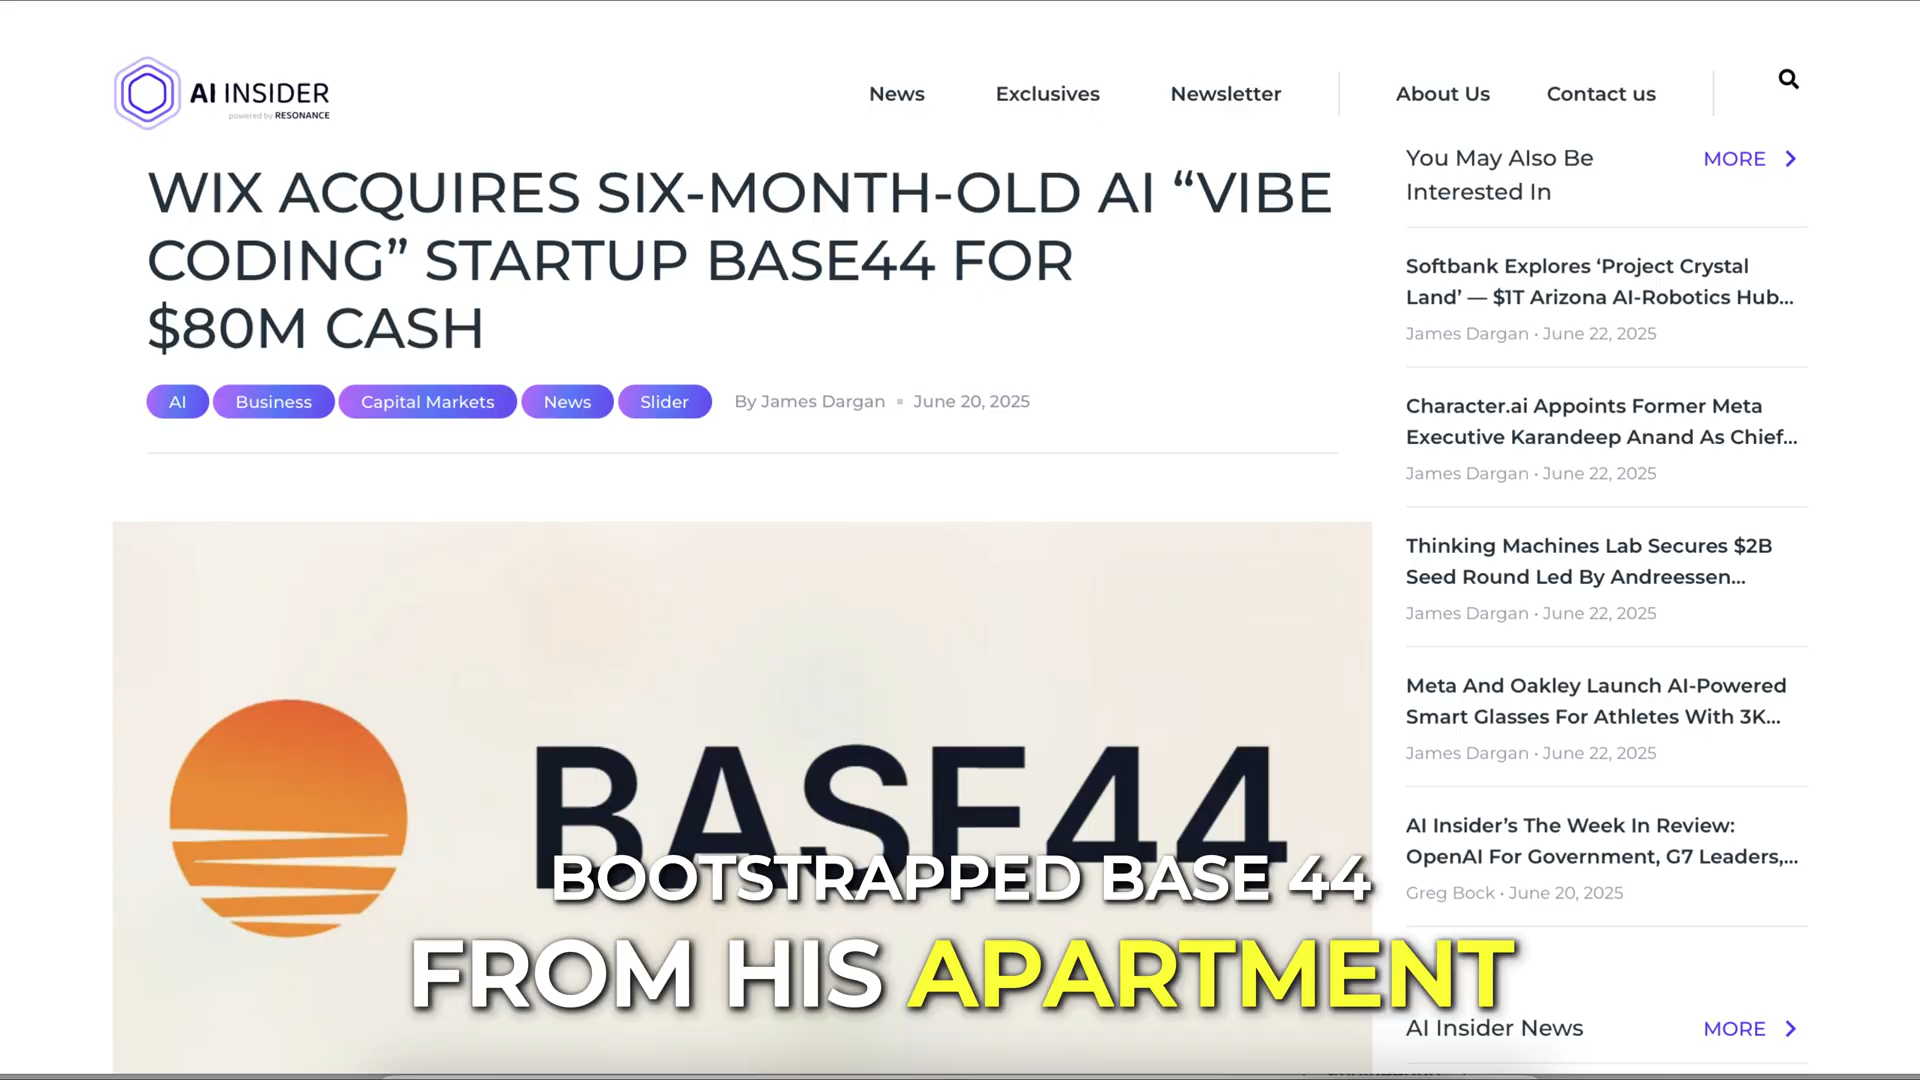 AI INSIDER
powered by RESONANCE
News
Exclusives
Newsletter
About Us
Contact us
WIX ACQUIRES SIX-MONTH-OLD AI “VIBE
CODING” STARTUP BASE44 FOR
$80M CASH
AI
Business
Capital Markets
News
Slider
By James Dargan ▪ June 20, 2025
BASE44
BOOTSTRAPPED BASE 44
FROM HIS APARTMENT
You May Also Be
Interested In
MORE
Softbank Explores ‘Project Crystal
Land’ — $1T Arizona AI-Robotics Hub...
James Dargan • June 22, 2025
Character.ai Appoints Former Meta
Executive Karandeep Anand As Chief...
James Dargan • June 22, 2025
Thinking Machines Lab Secures $2B
Seed Round Led By Andreessen...
James Dargan • June 22, 2025
Meta And Oakley Launch AI-Powered
Smart Glasses For Athletes With 3K...
James Dargan • June 22, 2025
AI Insider’s The Week In Review:
OpenAI For Government, G7 Leaders,...
Greg Bock • June 20, 2025
AI Insider News
MORE